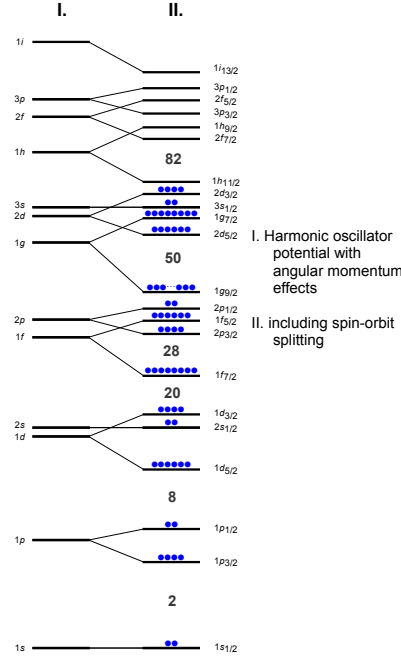 I. II.
1i
1i13/2
3p1/2
3p 2f5/2
2f 3p3/2
1h9/2
2f7/2
1h
82
1h11/2
2d3/2
3s 3s1/2
2d 1g7/2
2d5/2
1g
50
1g9/2
2p1/2
2p 1f5/2
2p3/2
1f
28
1f7/2
20
1d3/2
2s 2s1/2
1d
1d5/2
8
1p1/2
1p
1p3/2
2
1s 1s1/2
I. Harmonic oscillator
potential with
angular momentum
effects
II. including spin-orbit
splitting